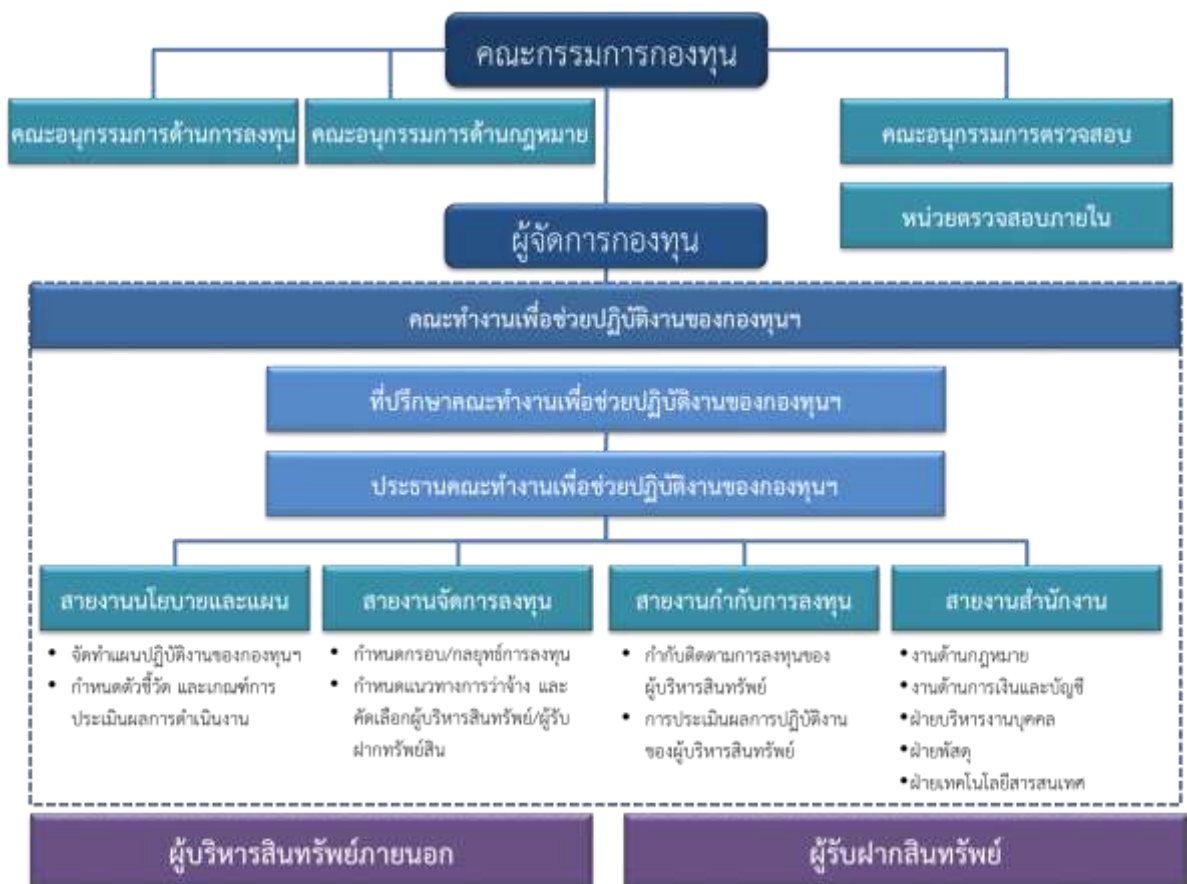 คณะกรรมการกองทุน
คณะอนุกรรมการด้านการลงทุน
คณะอนุกรรมการด้านกฎหมาย
คณะอนุกรรมการตรวจสอบ
หน่วยตรวจสอบภายใน
ผู้จัดการกองทุน
คณะทำงานเพื่อช่วยปฏิบัติงานของกองทุนฯ
ที่ปรึกษาคณะทำงานเพื่อช่วยปฏิบัติงานของกองทุนฯ
ประธานคณะทำงานเพื่อช่วยปฏิบัติงานของกองทุนฯ
สายงานนโยบายและแผน
• จัดทำแผนปฏิบัติงานของกองทุนฯ
• กำหนดตัวชี้วัด และเกณฑ์การ
ประเมินผลการดำเนินงาน
สายงานจัดการลงทุน
• กำหนดกรอบ/กลยุทธ์การลงทุน
• กำหนดแนวทางการว่าจ้าง และ
คัดเลือกผู้บริหารสินทรัพย์/ผู้รับ
ฝากทรัพย์สิน
สายงานกำกับการลงทุน
• กำกับติดตามการลงทุนของ
ผู้บริหารสินทรัพย์
• การประเมินผลการปฏิบัติงาน
ของผู้บริหารสินทรัพย์
สายงานสำนักงาน
•งานด้านกฎหมาย
•งานด้านการเงินและบัญชี
•ฝ่ายบริหารงานบุคคล
•ฝ่ายพัสดุ
•ฝ่ายเทคโนโลยีสารสนเทศ
ผู้บริหารสินทรัพย์ภายนอก
ผู้รับฝากสินทรัพย์